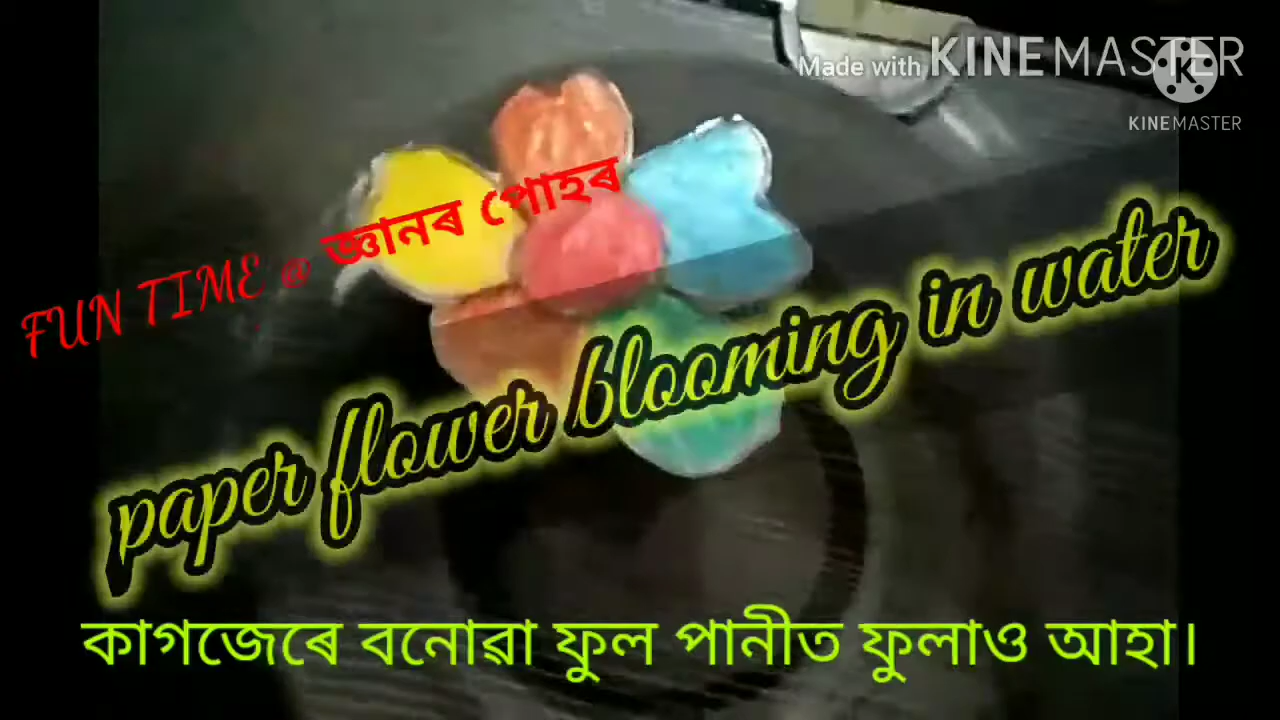 Made with KINEMASTER
KINEMASTER
FUN TIME @ জ্ঞানৰ পোহৰ
paper flower blooming in water
কাগজেৰে বনোৱা ফুল পানীত ফুলাও আহা।